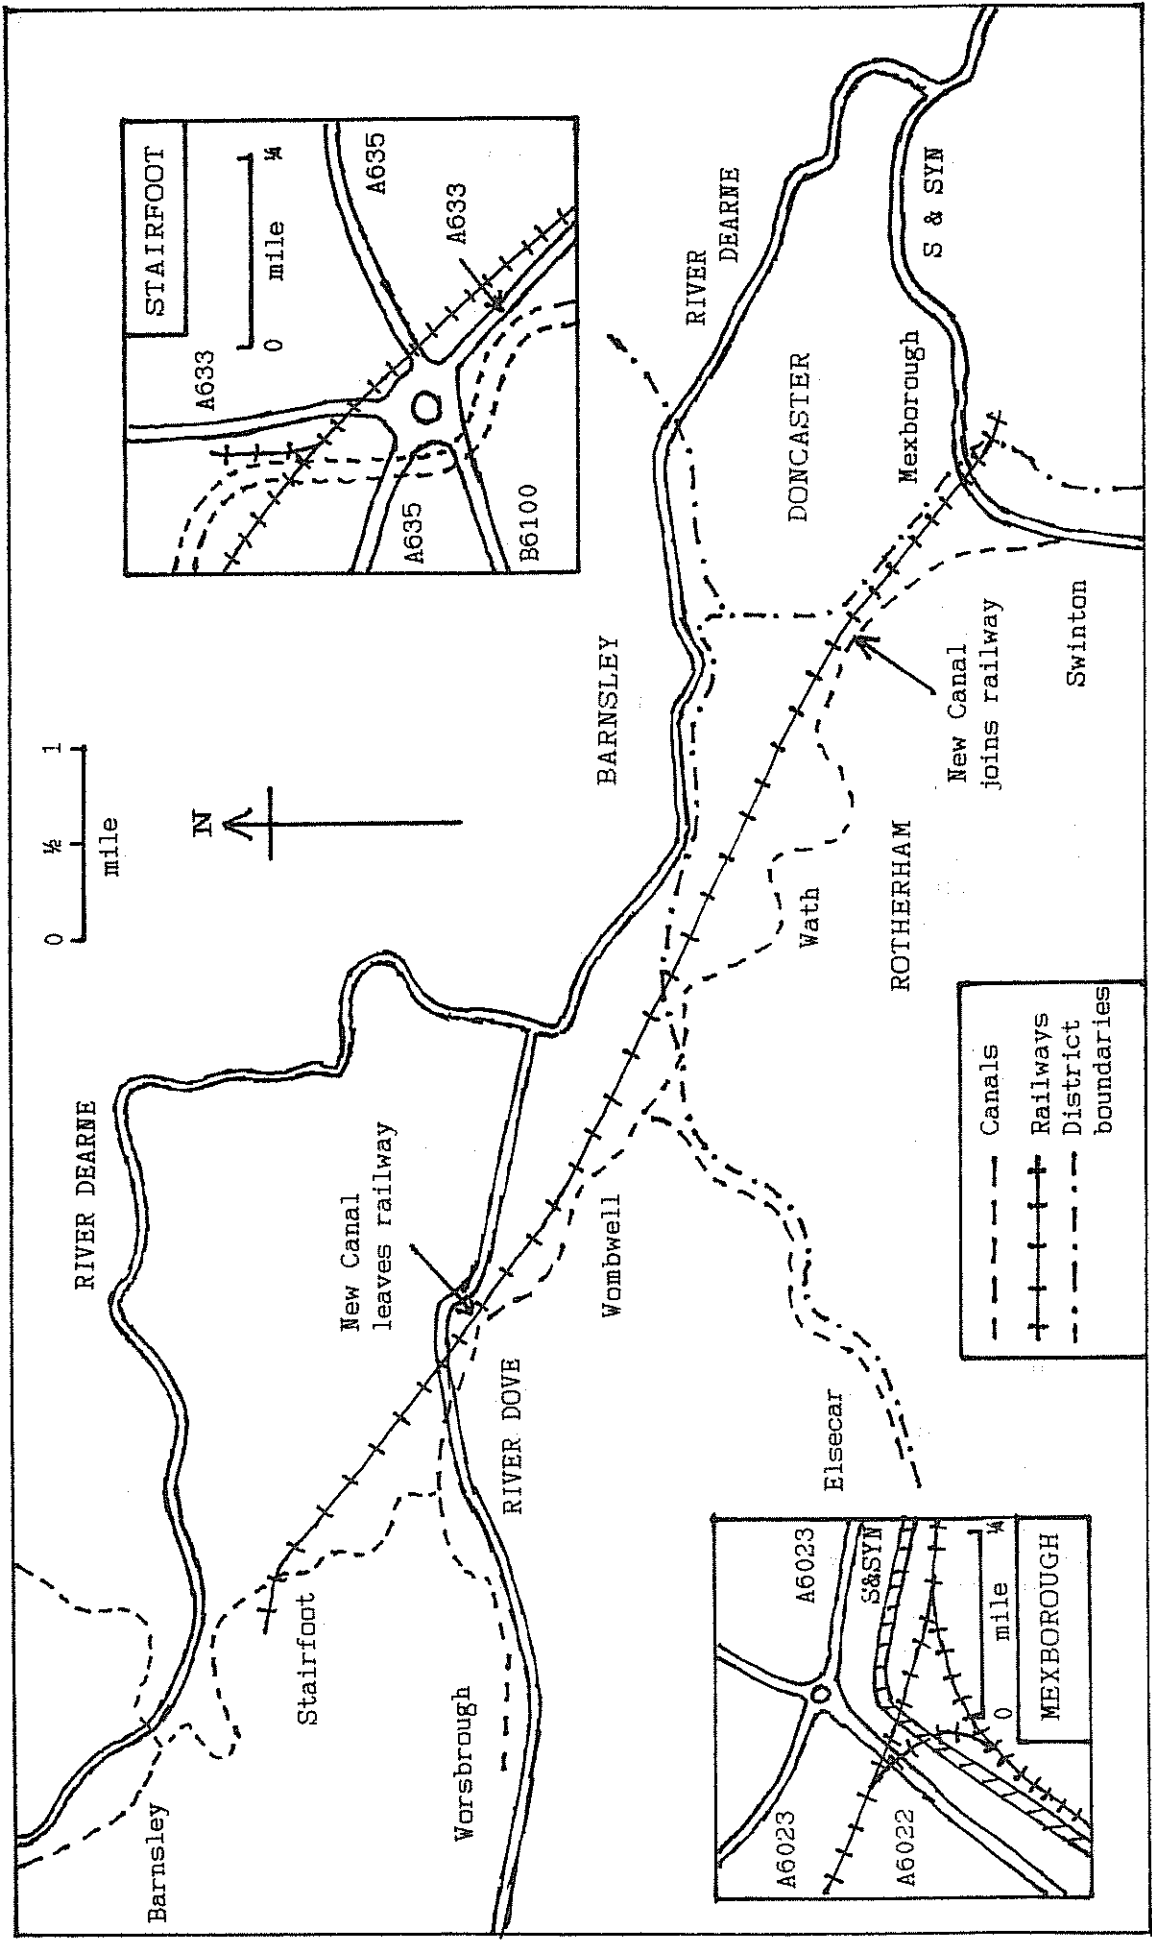 0 ½ 1
mile
N
STAIRFOOT
0 ¼
mile
A633
A635
A633
A635
B6100
RIVER DEARNE
RIVER
DEARNE
BARNSLEY
DONCASTER
S & SYN
Mexborough
New Canal
leaves railway
Barnsley
Stairfoot
Worsbrough
RIVER DOVE
Wombwell
Wath
ROTHERHAM
New Canal
joins railway
Swinton
Elsecar
A6023
A6023
S&SYN
A6022
0 ¼
mile
MEXBOROUGH
Canals
Railways
District
boundaries